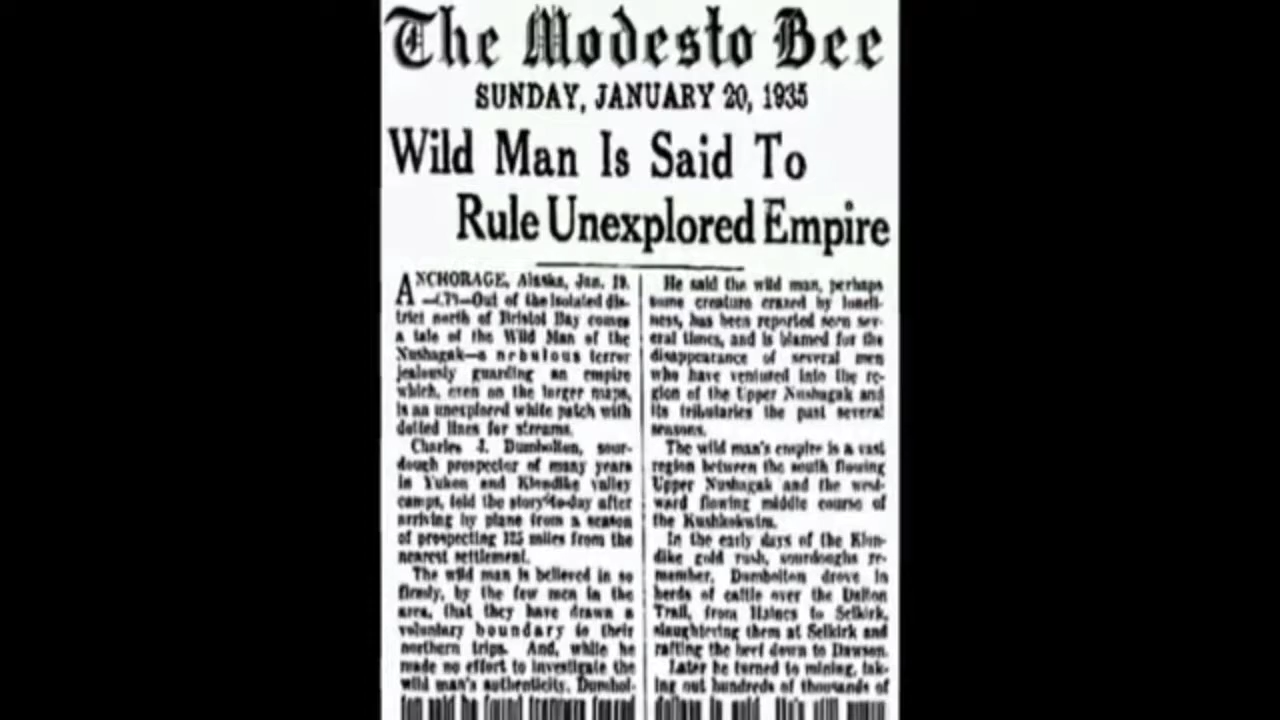 The Modesto Bee
SUNDAY, JANUARY 20, 1935
Wild Man Is Said To
Rule Unexplored Empire
ANCHORAGE, Alaska, Jan. 19.
—Out of the isolated dis-
trict north of Bristol Bay comes
a tale of the Wild Man of the
Nushagak—a nebulous terror
jealously guarding an empire
which, even on the larger maps,
is an unexplored white patch with
dotted lines for streams.
Charles J. sour-
dough prospector of many years
in Yukon and Klondike valley
camps, told the story to-day after
arriving by plane from a season
of prospecting 125 miles from the
nearest settlement.
The wild man is believed in so
firmly, by the few men in the
area, that they have drawn a
voluntary boundary to their
northern trips. And, while he
made no effort to investigate the
wild man's authenticity,
said he found trappers
He said the wild man, perhaps
some creature crazed by loneli-
ness, has been reported seen sev-
eral times, and is blamed for the
disappearance of several men
who have ventured into the re-
gion of the Upper Nushagak and
its tributaries the past several
seasons.
The wild man's empire is a vast
region between the south flowing
Upper Nushagak and the west-
ward flowing middle course of
the Kushkokwim.
In the early days of the Klon-
dike gold rush, sourdoughs re-
member, drove in
herds of cattle over the Dalton
Trail, from Haines to Selkirk,
slaughtering them at Selkirk and
rafting the beef down to Dawson.
Later he turned to mining, tak-
ing out hundreds of thousands of
dollars in gold. He's still